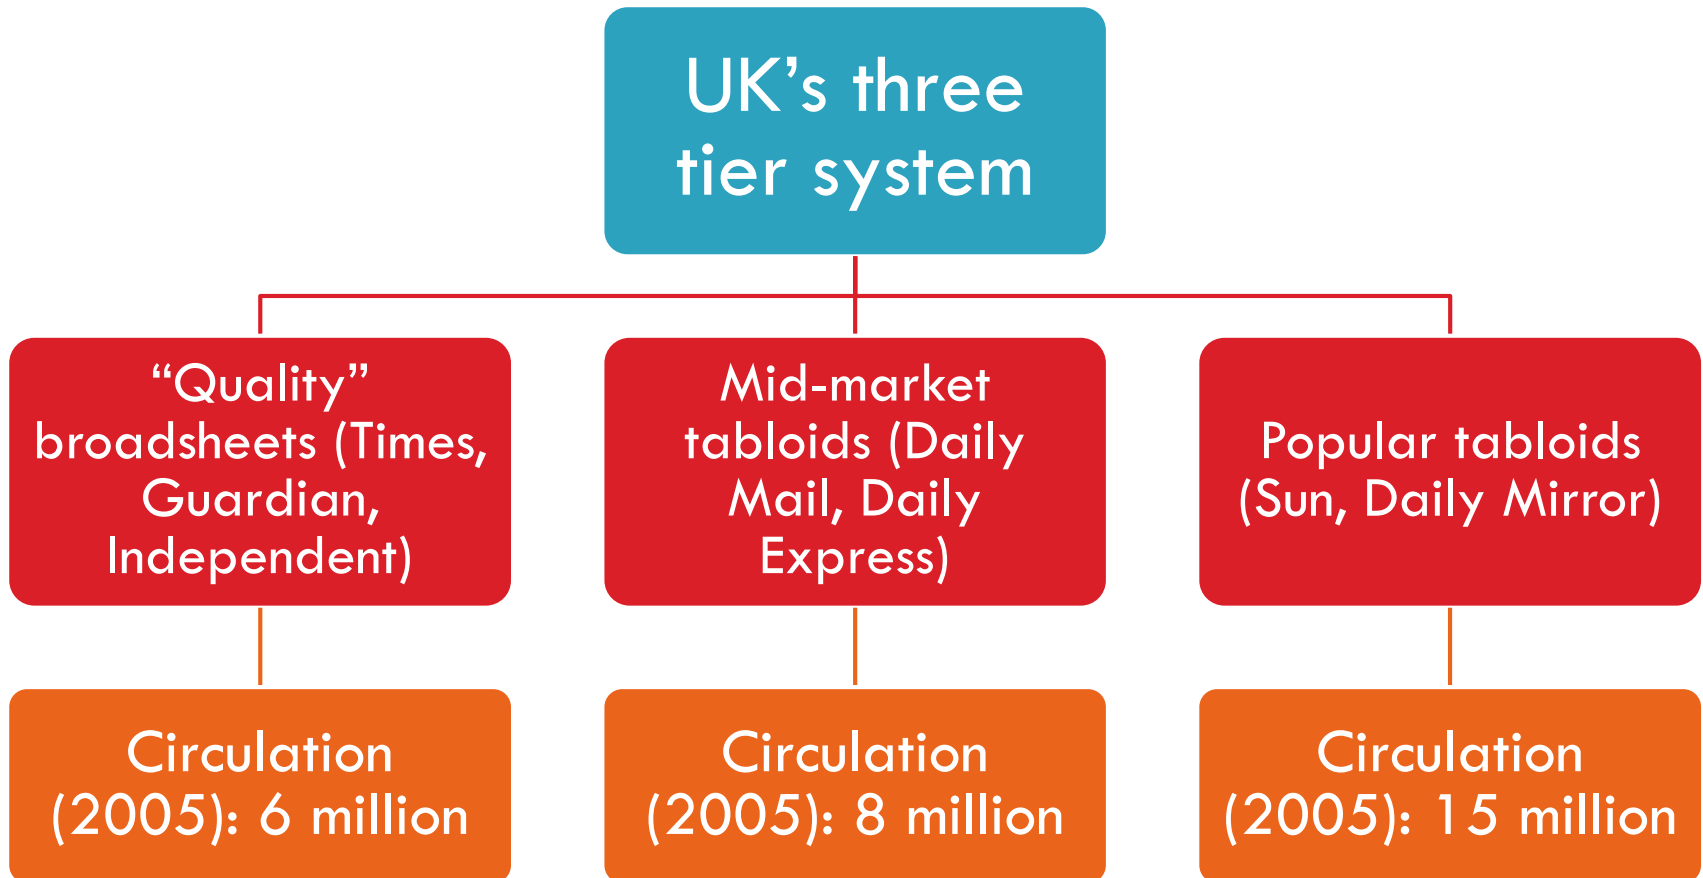 UK’s three
tier system
“Quality”
broadsheets (Times,
Guardian,
Independent)
Mid-market
tabloids (Daily
Mail, Daily
Express)
Popular tabloids
(Sun, Daily Mirror)
Circulation
(2005): 6 million
Circulation
(2005): 8 million
Circulation
(2005): 15 million